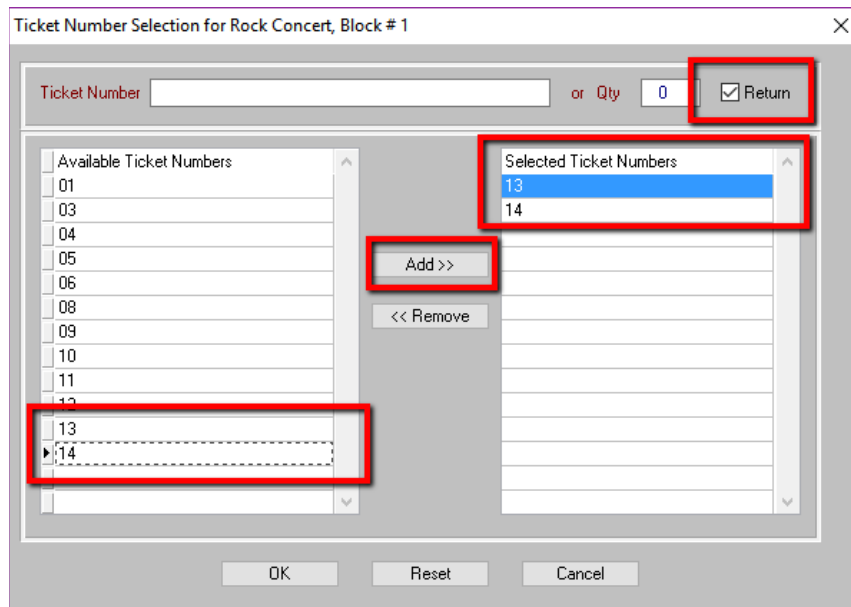 Ticket Number Selection for Rock Concert, Block # 1
Ticket Number or Qty 0 Return
Available Ticket Numbers
01
03
04
05
06
08
09
10
11
12
13
14
Add >>
<< Remove
Selected Ticket Numbers
13
14
OK Reset Cancel